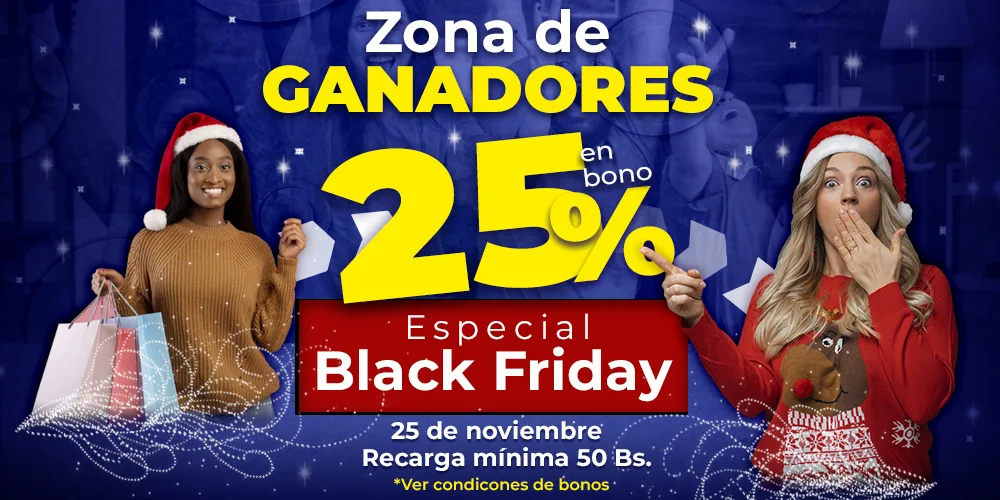 Zona de
GANADORES
25%
en
bono
Especial
Black Friday
25 de noviembre
Recarga mínima 50 Bs.
*Ver condicones de bonos